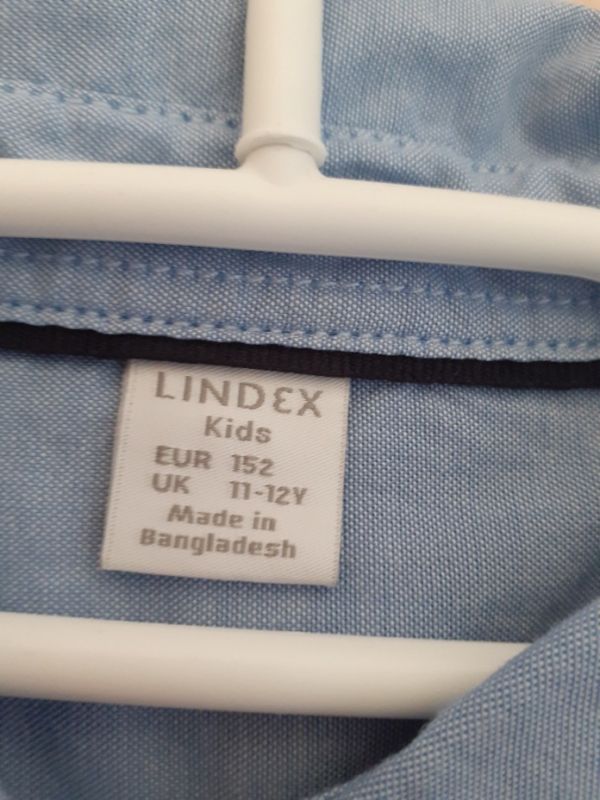 LINDEX
Kids
EUR 152
UK 11-12Y
Made in
Bangladesh